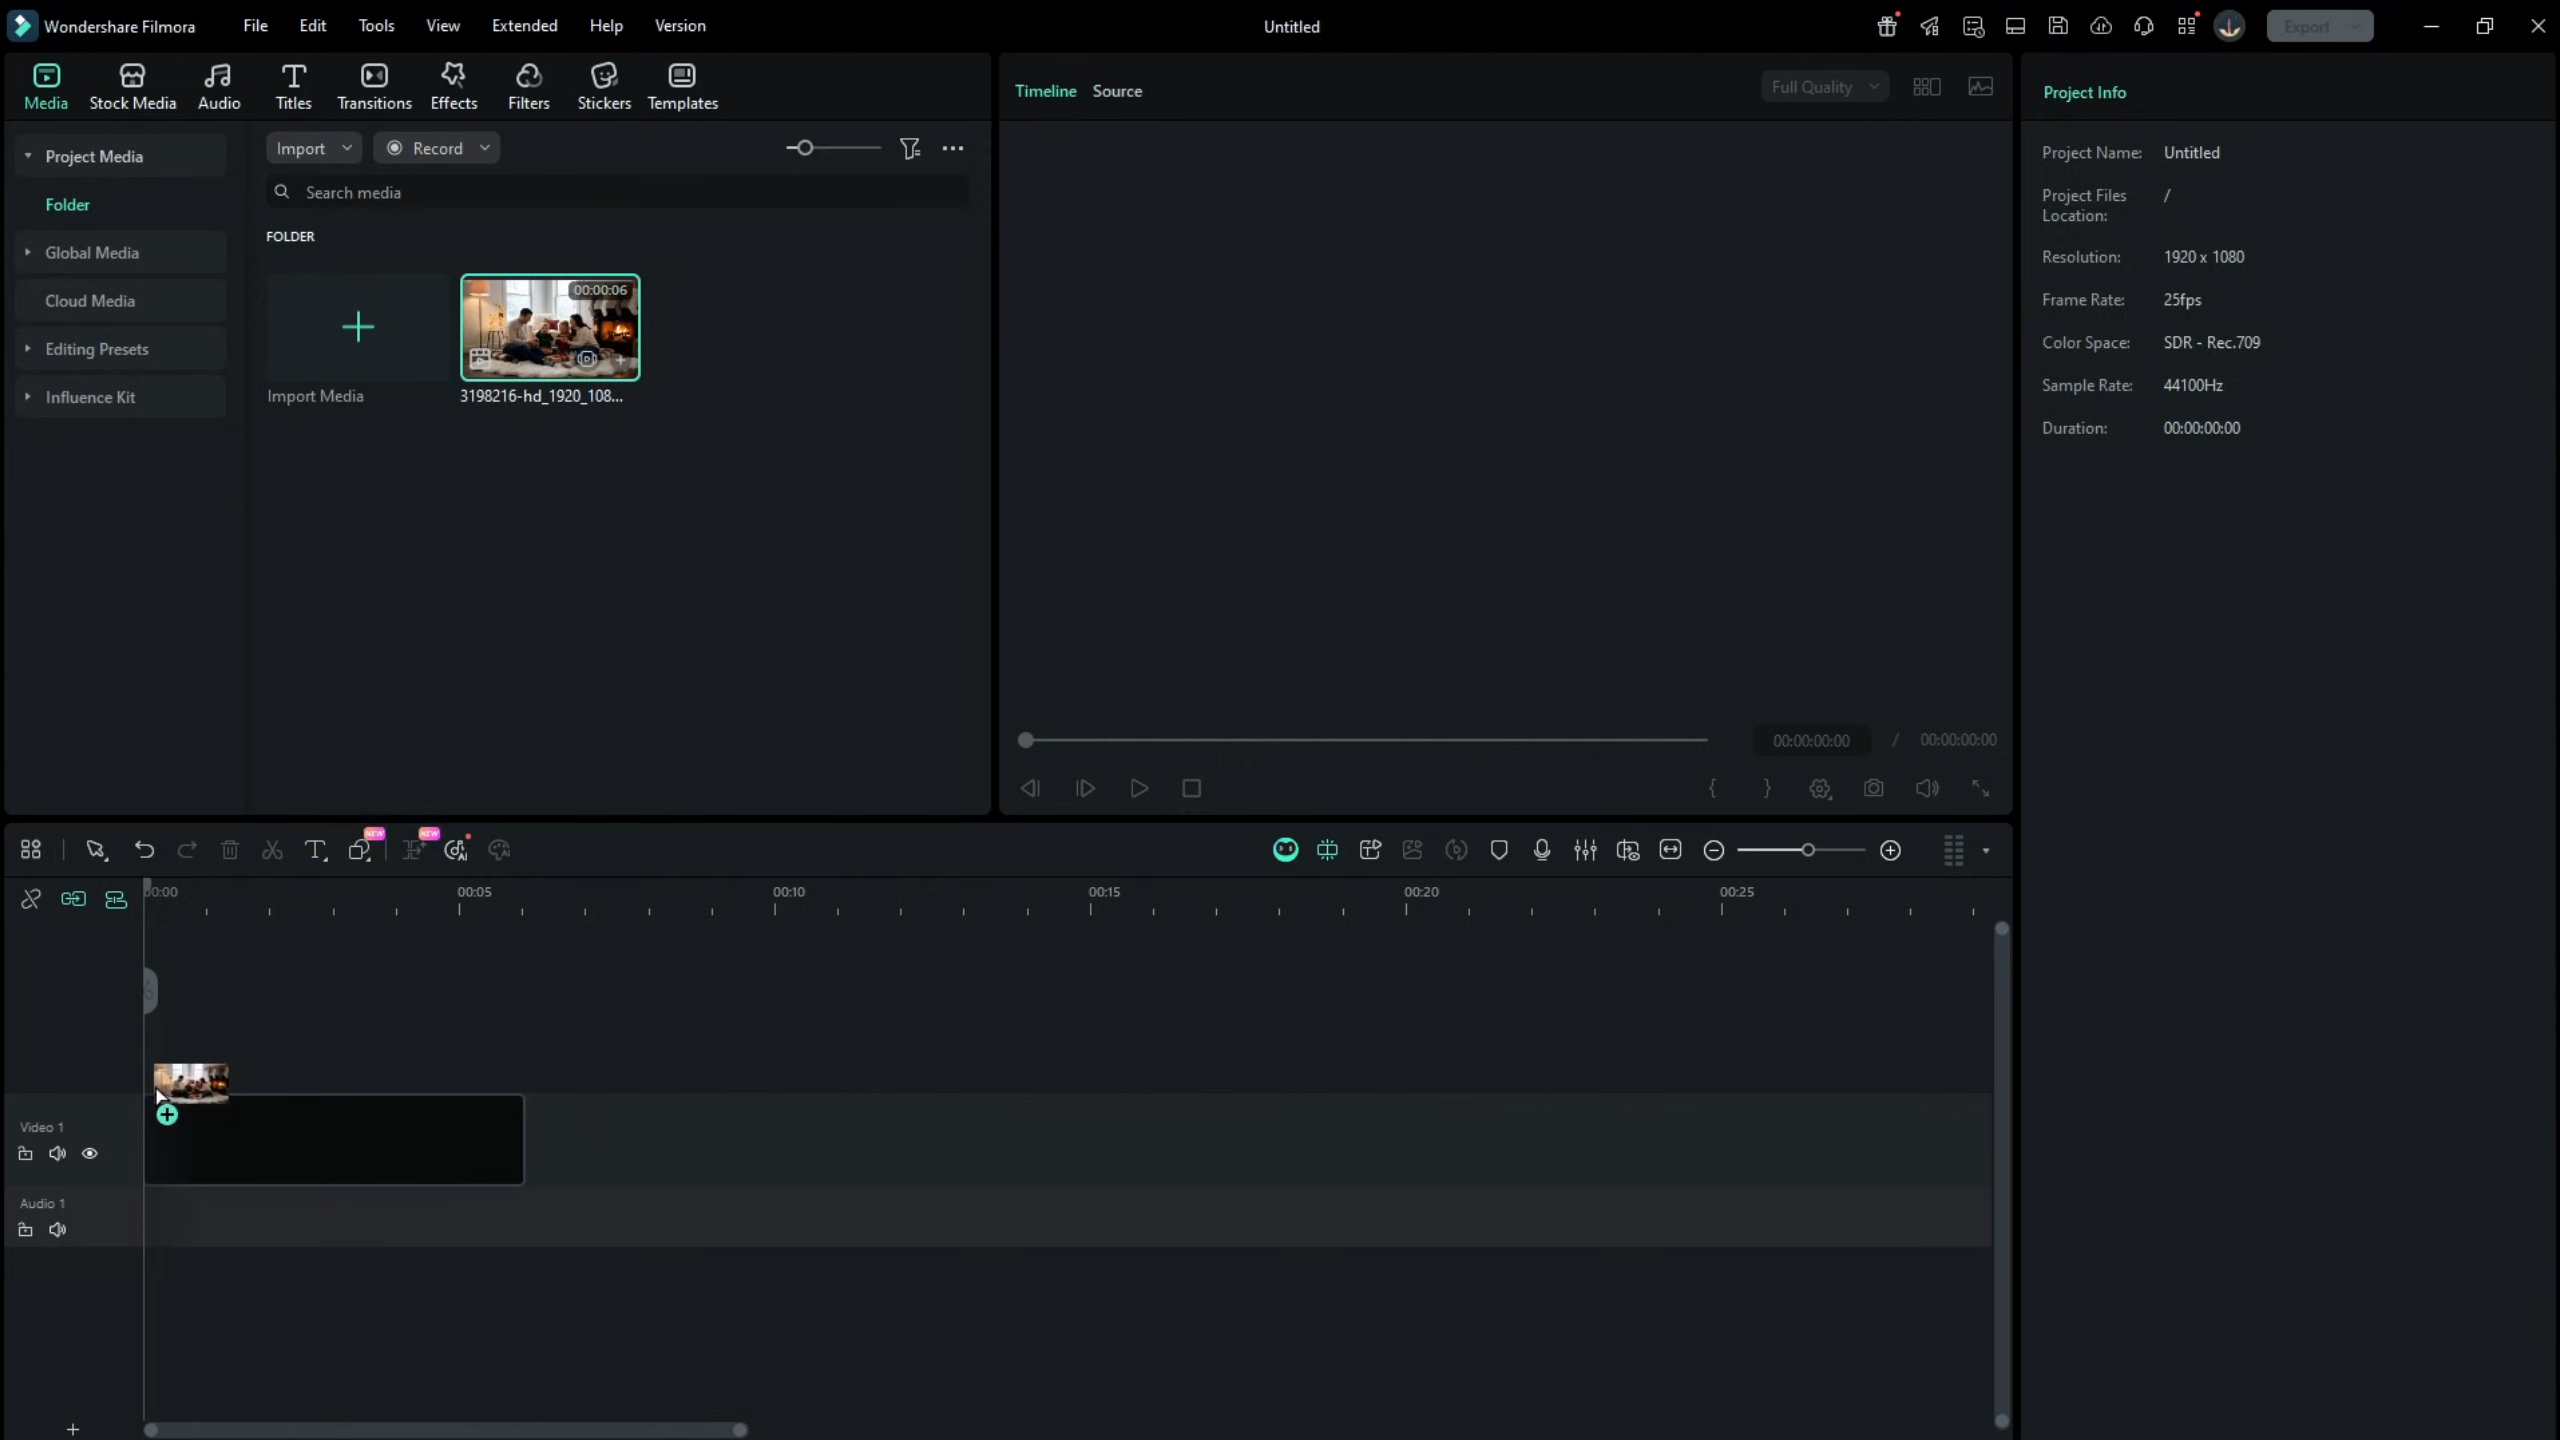 Wondershare Filmora File Edit Tools View Extended Help Version Untitled Export
Media Stock Media Audio Titles Transitions Effects Filters Stickers Templates
Project Media
Folder
Global Media
Cloud Media
Editing Presets
Influence Kit
Import Record
Search media
FOLDER
00:00:06
Import Media 3198216-hd_1920_108...
Timeline Source Full Quality
00:00:00:00 / 00:00:00:00
{ }
Project Info
Project Name: Untitled
Project Files Location: /
Resolution: 1920 x 1080
Frame Rate: 25fps
Color Space: SDR - Rec.709
Sample Rate: 44100Hz
Duration: 00:00:00:00
NEW NEW
00:00 00:05 00:10 00:15 00:20 00:25
Video 1
Audio 1